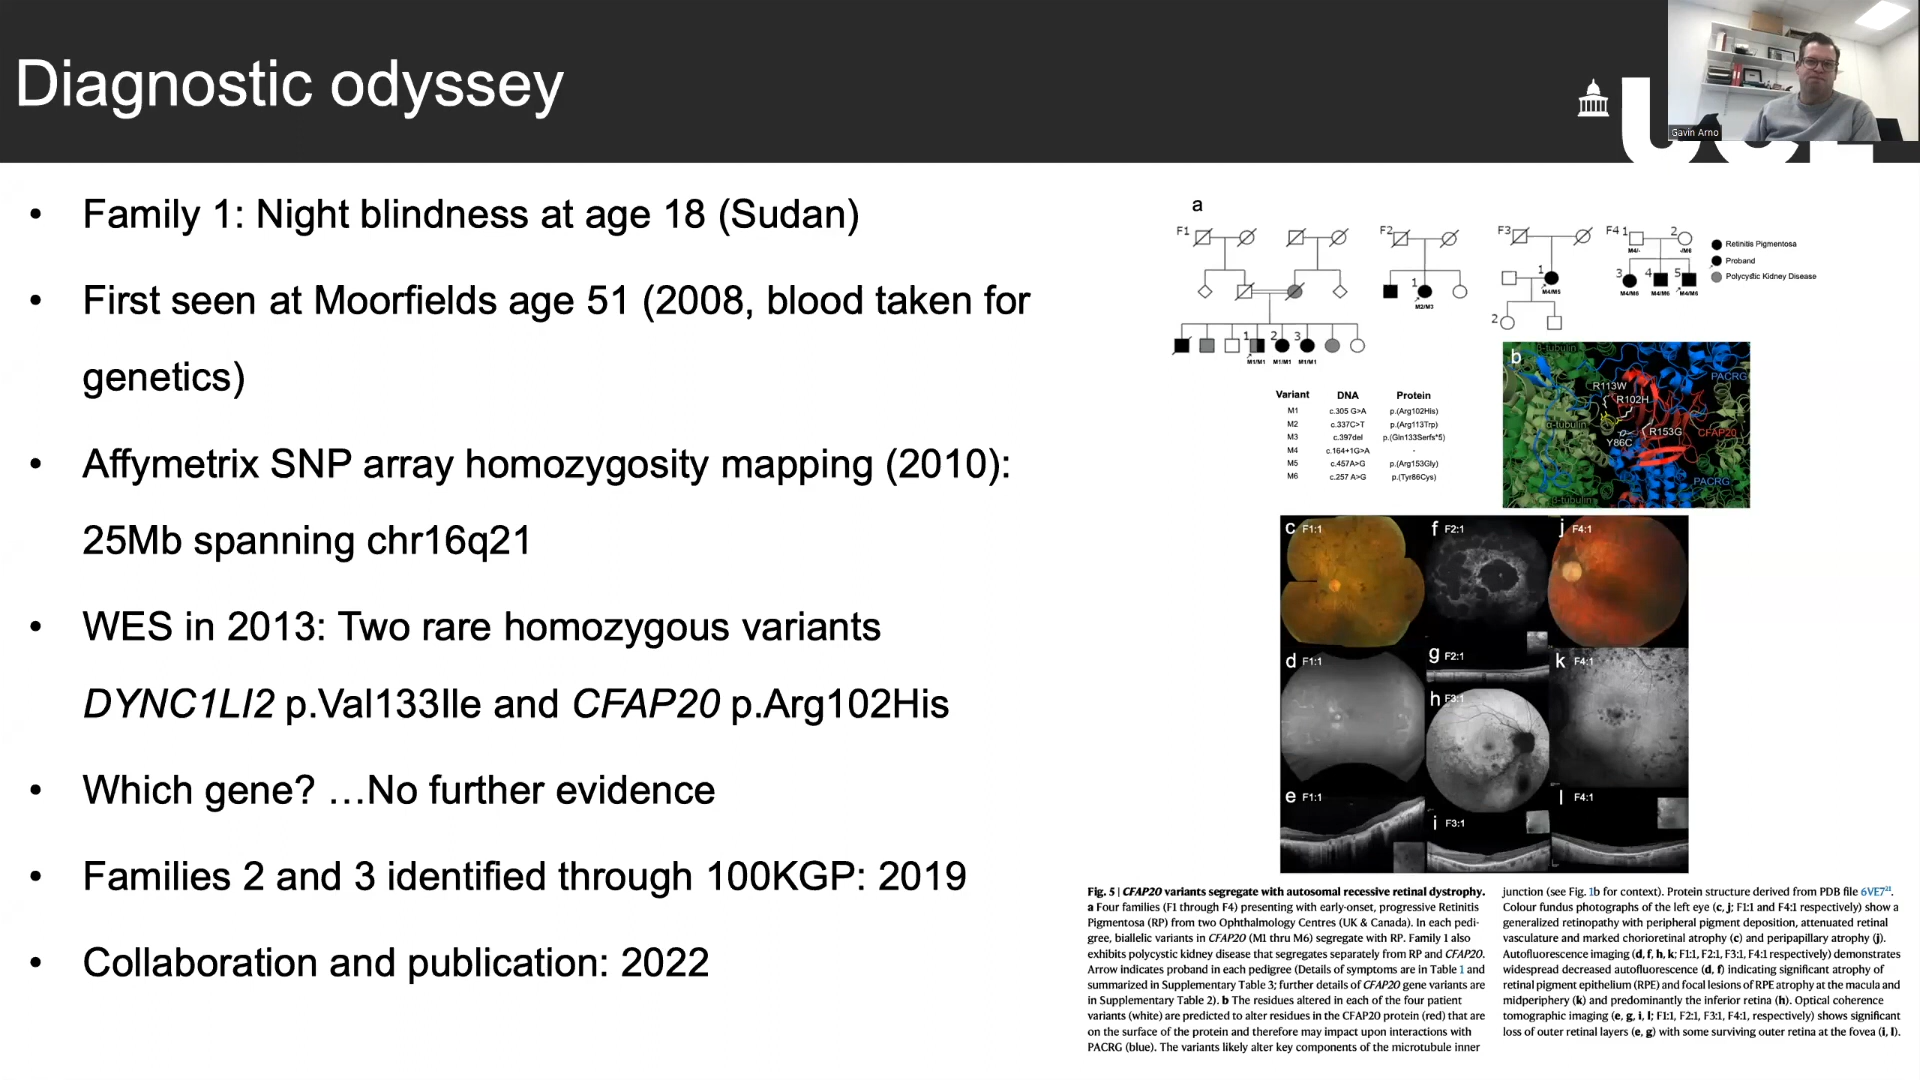 Diagnostic odyssey
Gavin Arno
• Family 1: Night blindness at age 18 (Sudan)
• First seen at Moorfields age 51 (2008, blood taken for
genetics)
• Affymetrix SNP array homozygosity mapping (2010):
25Mb spanning chr16q21
• WES in 2013: Two rare homozygous variants
DYNC1LI2 p.Val133Ile and CFAP20 p.Arg102His
• Which gene? …No further evidence
• Families 2 and 3 identified through 100KGP: 2019
• Collaboration and publication: 2022
a
F1
F2
F3
F4 1 2
M4/- -/M6
1
M4/M5
3 4 5
M4/M6 M4/M6 M4/M6
1
M2/M3
2
1 2 3
M1/M1 M1/M1 M1/M1
Retinitis Pigmentosa
Proband
Polycystic Kidney Disease
Variant DNA Protein
M1 c.305 G>A p.(Arg102His)
M2 c.337C>T p.(Arg113Trp)
M3 c.397del p.(Gln133Serfs*5)
M4 c.164+1G>A -
M5 c.457A>G p.(Arg153Gly)
M6 c.257 A>G p.(Tyr86Cys)
b
β-tubulin
PACRG
R113W
R102H
α-tubulin
R153G
CFAP20
Y86C
PACRG
β-tubulin
c F1:1
f F2:1
j F4:1
d F1:1
g F2:1
k F4:1
h F3:1
e F1:1
i F3:1
l F4:1
Fig. 5 | CFAP20 variants segregate with autosomal recessive retinal dystrophy.
a Four families (F1 through F4) presenting with early-onset, progressive Retinitis
Pigmentosa (RP) from two Ophthalmology Centres (UK & Canada). In each pedi-
gree, biallelic variants in CFAP20 (M1 thru M6) segregate with RP. Family 1 also
exhibits polycystic kidney disease that segregates separately from RP and CFAP20.
Arrow indicates proband in each pedigree (Details of symptoms are in Table 1 and
summarized in Supplementary Table 3; further details of CFAP20 gene variants are
in Supplementary Table 2). b The residues altered in each of the four patient
variants (white) are predicted to alter residues in the CFAP20 protein (red) that are
on the surface of the protein and therefore may impact upon interactions with
PACRG (blue). The variants likely alter key components of the microtubule inner
junction (see Fig. 1b for context). Protein structure derived from PDB file 6VE7²¹.
Colour fundus photographs of the left eye (c, j; F1:1 and F4:1 respectively) show a
generalized retinopathy with peripheral pigment deposition, attenuated retinal
vasculature and marked chorioretinal atrophy (c) and peripapillary atrophy (j).
Autofluorescence imaging (d, f, h, k; F1:1, F2:1, F3:1, F4:1 respectively) demonstrates
widespread decreased autofluorescence (d, f) indicating significant atrophy of
retinal pigment epithelium (RPE) and focal lesions of RPE atrophy at the macula and
midperiphery (k) and predominantly the inferior retina (h). Optical coherence
tomographic imaging (e, g, i, l; F1:1, F2:1, F3:1, F4:1, respectively) shows significant
loss of outer retinal layers (e, g) with some surviving outer retina at the fovea (i, l).